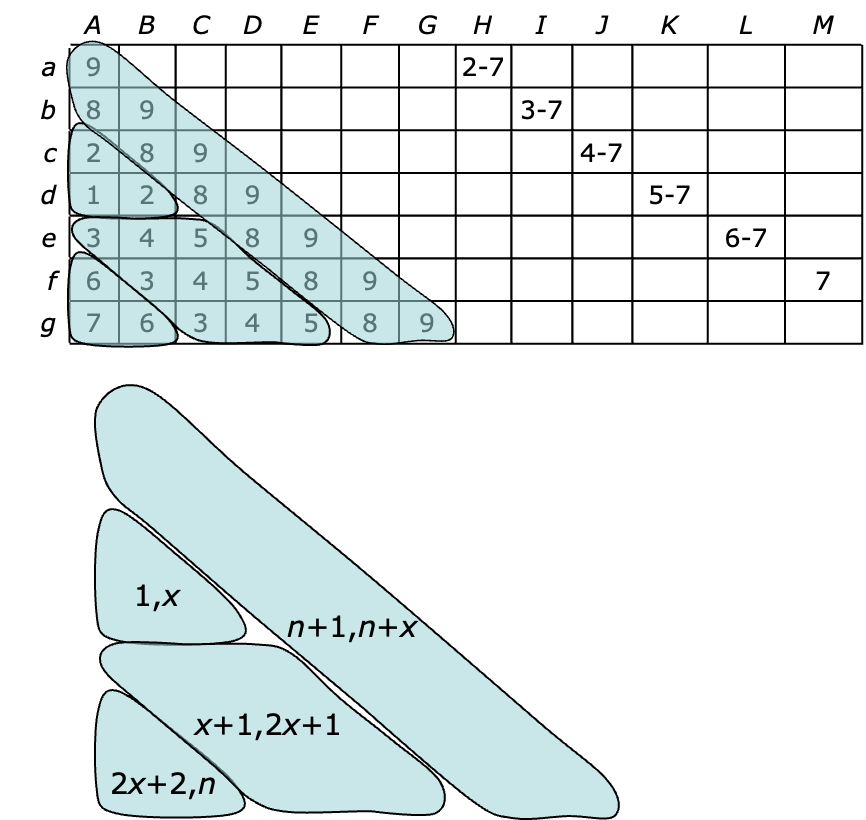 A B C D E F G H I J K L M
a 9 2-7
b 8 9 3-7
c 2 8 9 4-7
d 1 2 8 9 5-7
e 3 4 5 8 9 6-7
f 6 3 4 5 8 9 7
g 7 6 3 4 5 8 9
1,x
n+1,n+x
x+1,2x+1
2x+2,n